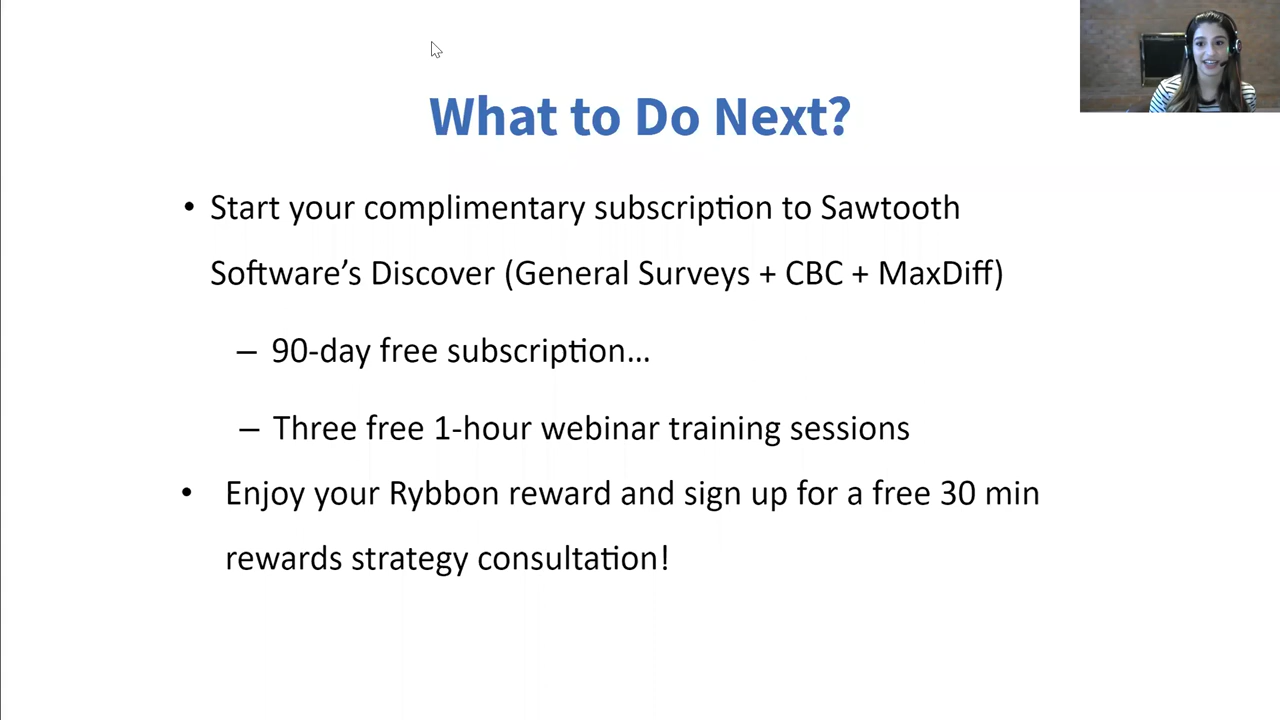 What to Do Next?
• Start your complimentary subscription to Sawtooth
Software’s Discover (General Surveys + CBC + MaxDiff)
– 90-day free subscription…
– Three free 1-hour webinar training sessions
• Enjoy your Rybbon reward and sign up for a free 30 min
rewards strategy consultation!